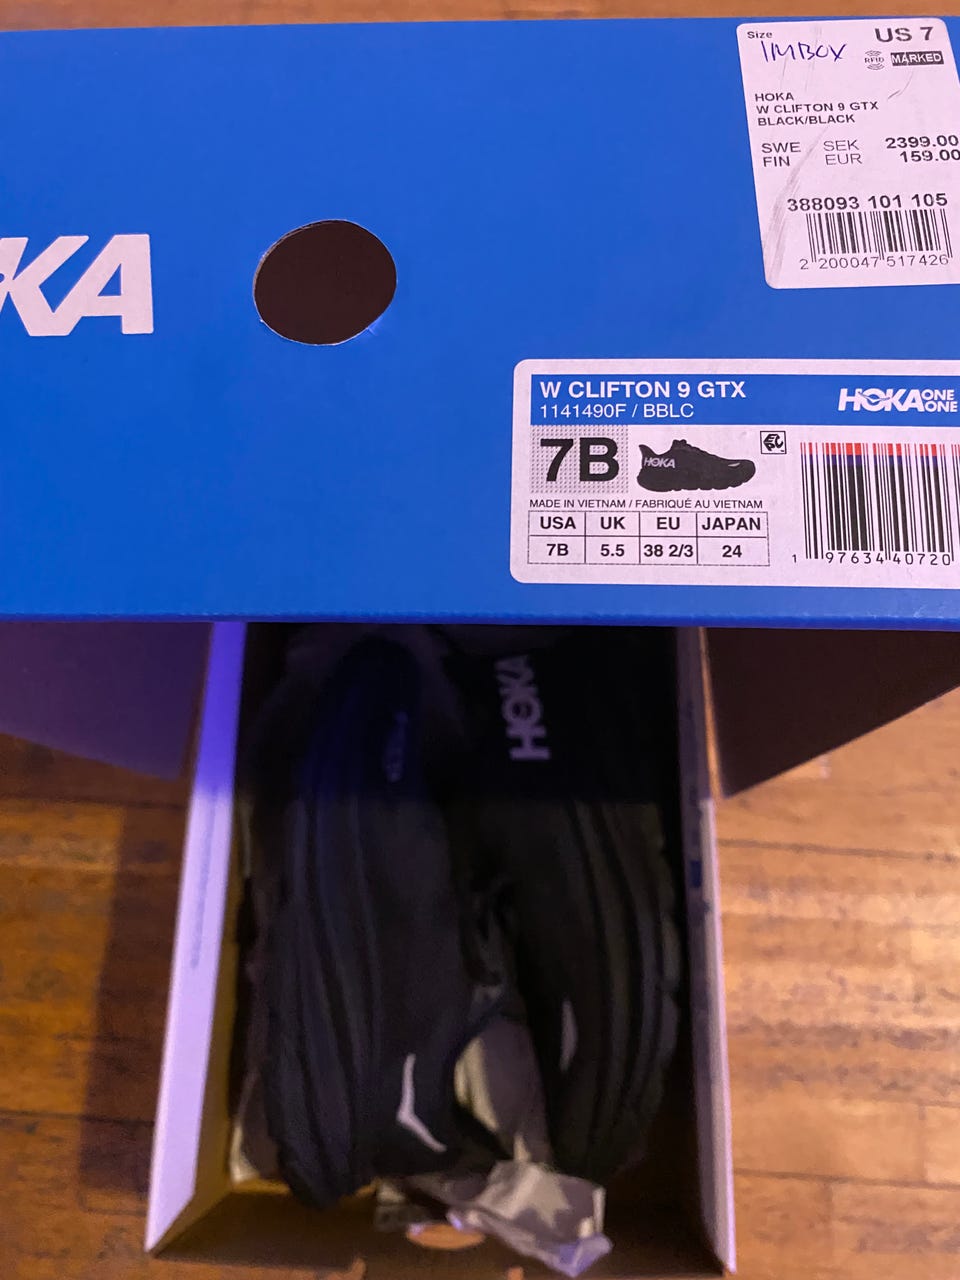 Size US 7
IMBOX RFID MARKED
HOKA
W CLIFTON 9 GTX
BLACK/BLACK
SWE SEK 2399.00
FIN EUR 159.00
388093 101 105
2 200047 517426
KA
W CLIFTON 9 GTX
1141490F / BBLC
HOKA ONE ONE
7B
HOKA
MADE IN VIETNAM / FABRIQUÉ AU VIETNAM
USA UK EU JAPAN
7B 5.5 38 2/3 24
1 97634 40720
HOKA